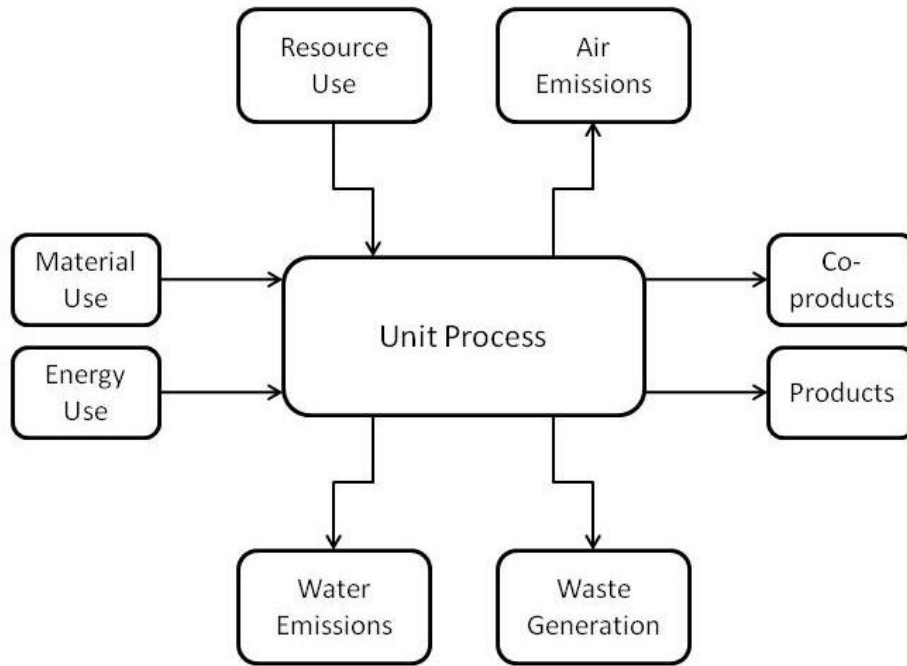 Resource
Use
Air
Emissions
Material
Use
Co-
products
Unit Process
Energy
Use
Products
Water
Emissions
Waste
Generation